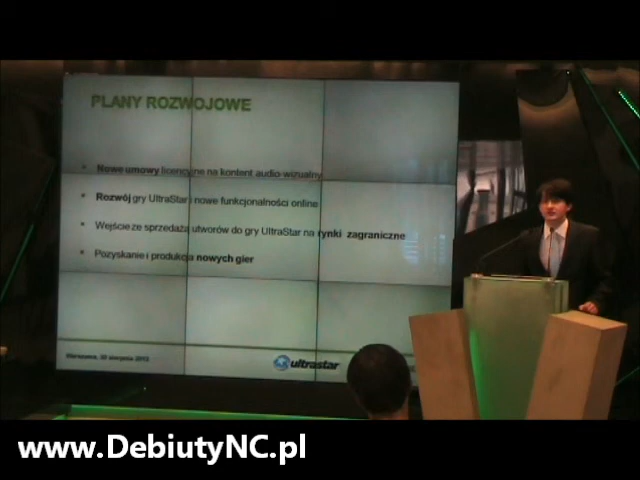 PLANY ROZWOJOWE
• Nowe umowy licencyjne na kontent audio-wizualny
• Rozwój gry UltraStar i nowe funkcjonalności online
• Wejście ze sprzedażą utworów do gry UltraStar na rynki zagraniczne
• Pozyskanie i produkcja nowych gier
ultrastar
www.DebiutyNC.pl